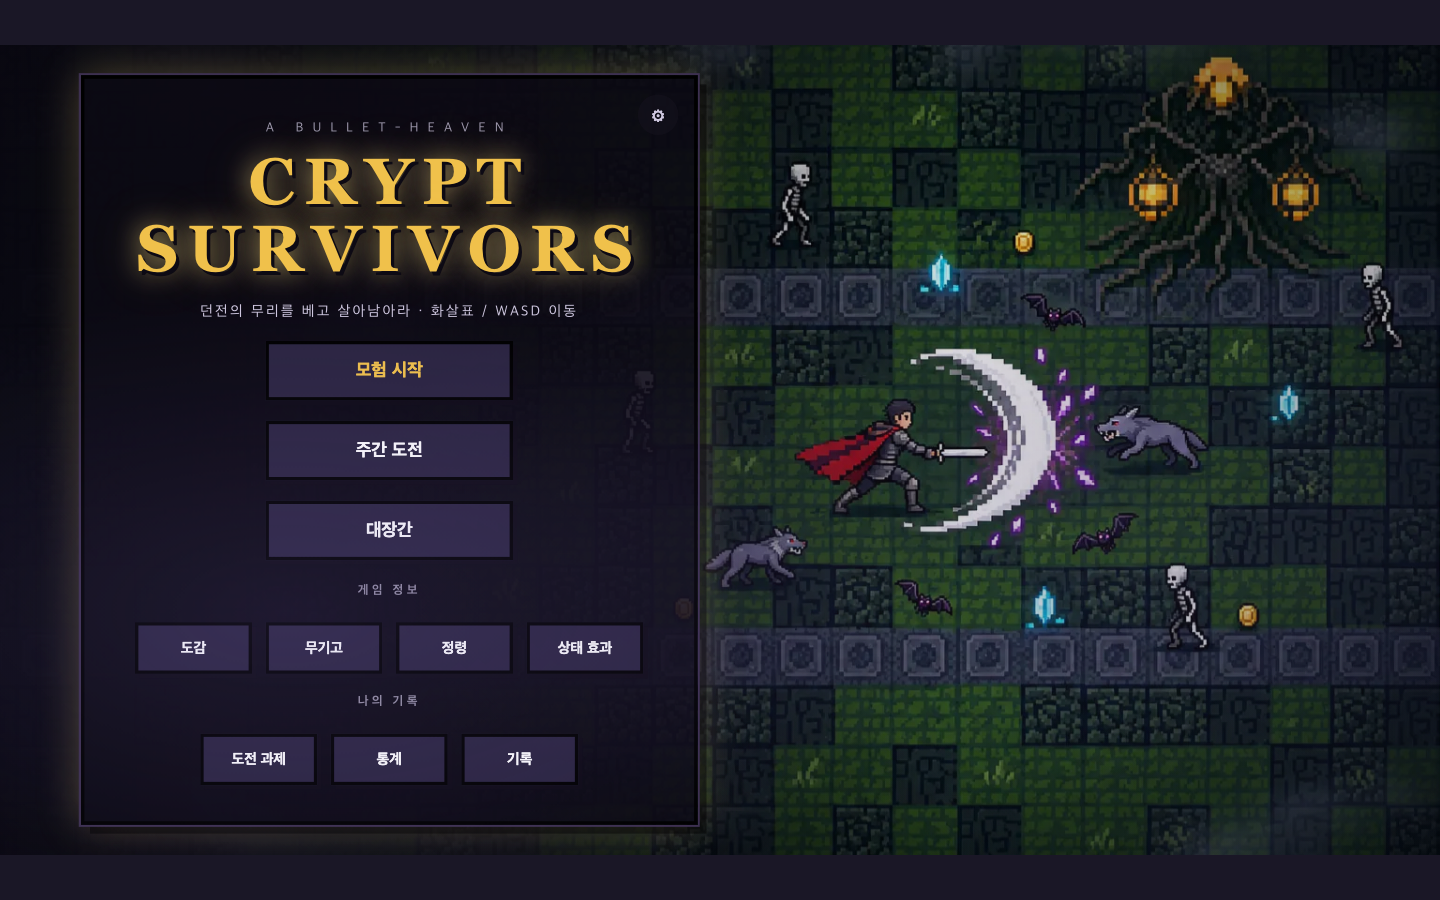 A BULLET-HEAVEN
CRYPT
SURVIVORS
던전의 무리를 베고 살아남아라 · 화살표 / WASD 이동
모험 시작
주간 도전
대장간
게임 정보
도감 무기고 정령 상태 효과
나의 기록
도전 과제 통계 기록